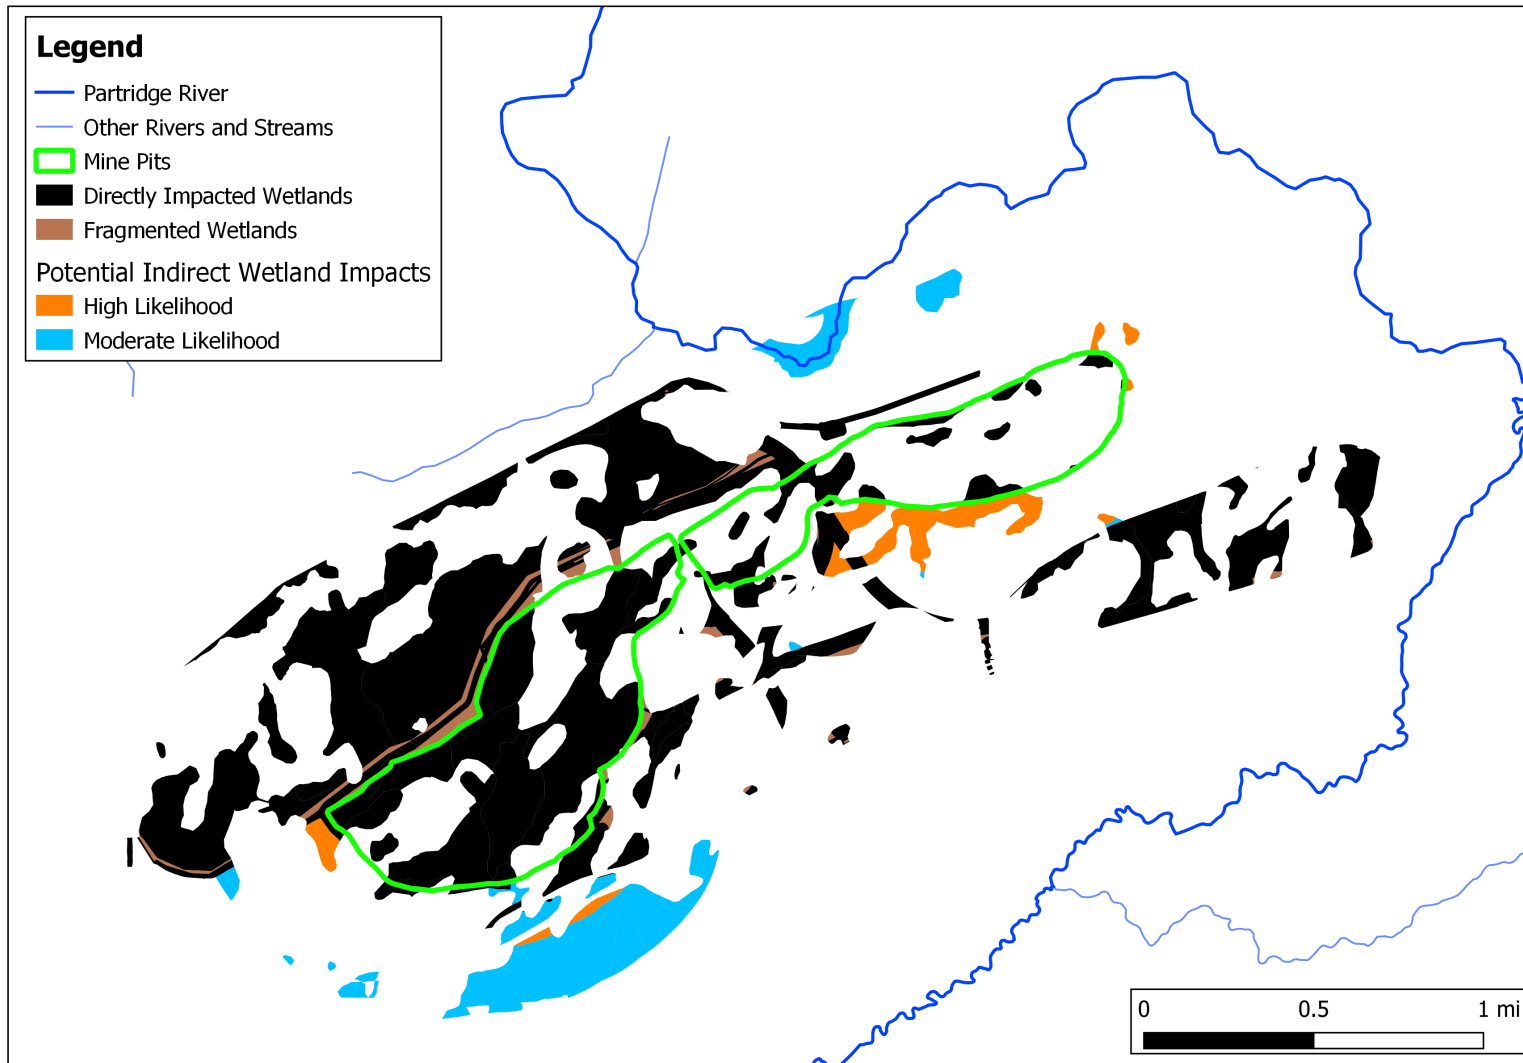 Legend
Partridge River
Other Rivers and Streams
Mine Pits
Directly Impacted Wetlands
Fragmented Wetlands
Potential Indirect Wetland Impacts
High Likelihood
Moderate Likelihood
0 0.5 1 mi